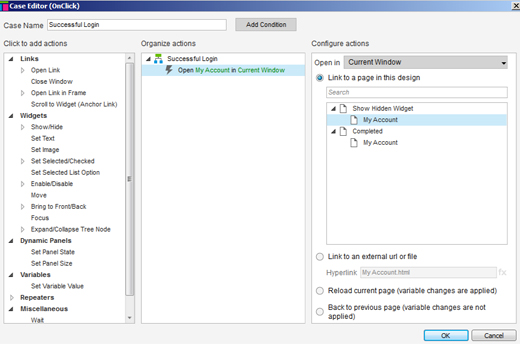 Case Editor (OnClick)
Case Name
Successful Login
Add Condition
Click to add actions
Links
Open Link
Close Window
Open Link in Frame
Scroll to Widget (Anchor Link)
Widgets
Show/Hide
Set Text
Set Image
Set Selected/Checked
Set Selected List Option
Enable/Disable
Move
Bring to Front/Back
Focus
Expand/Collapse Tree Node
Dynamic Panels
Set Panel State
Set Panel Size
Variables
Set Variable Value
Repeaters
Miscellaneous
Wait
Organize actions
Successful Login
Open My Account in Current Window
Configure actions
Open in
Current Window
Link to a page in this design
Search
Show Hidden Widget
My Account
Completed
My Account
Link to an external url or file
Hyperlink
My Account.html
fx
Reload current page (variable changes are applied)
Back to previous page (variable changes are not
applied)
OK
Cancel